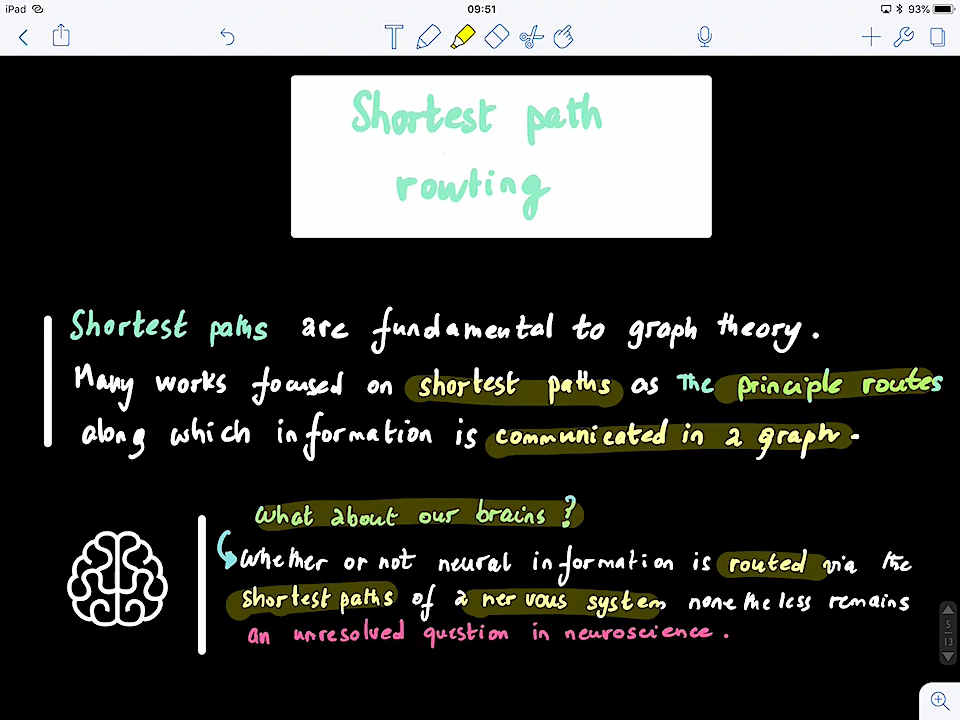 iPad
09:51
93%
T
Shortest path
routing
Shortest paths are fundamental to graph theory.
Many works focused on shortest paths as the principle routes
along which information is communicated in a graph.
What about our brains?
Whether or not neural information is routed via the
shortest paths of a nervous system, nonetheless remains
an unresolved question in neuroscience.
5
13